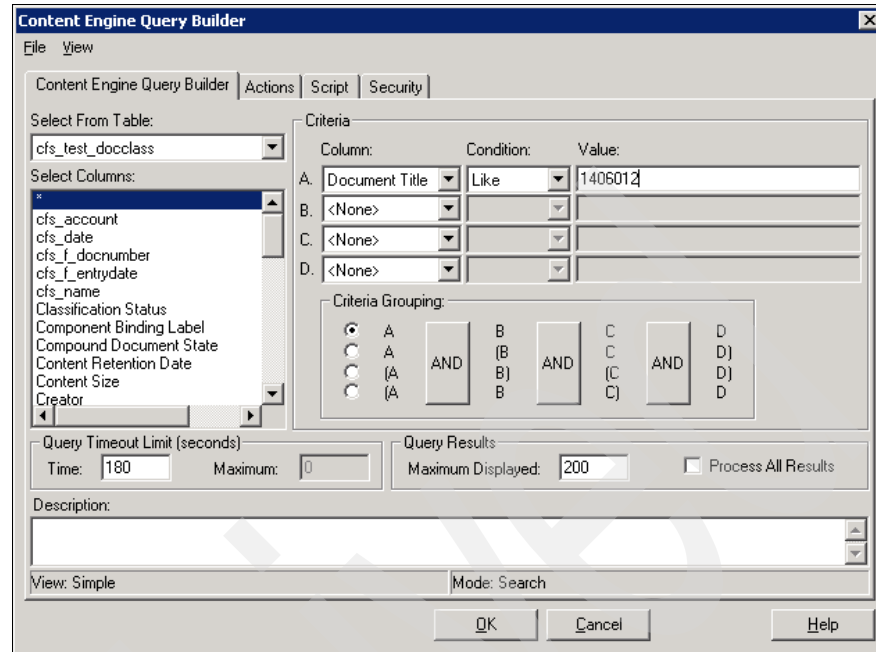 Content Engine Query Builder
File View
Content Engine Query Builder Actions Script Security
Select From Table:
cfs_test_docclass
Select Columns:
*
cfs_account
cfs_date
cfs_f_docnumber
cfs_f_entrydate
cfs_name
Classification Status
Component Binding Label
Compound Document State
Content Retention Date
Content Size
Creator
Criteria
Column: Condition: Value:
A. Document Title Like 1406012
B. <None>
C. <None>
D. <None>
Criteria Grouping:
A B C D
A (B C D)
(A B) (C D)
(A B C) D
AND AND AND
Query Timeout Limit (seconds)
Time: 180 Maximum: 0
Query Results
Maximum Displayed: 200 Process All Results
Description:
View: Simple Mode: Search
OK Cancel Help